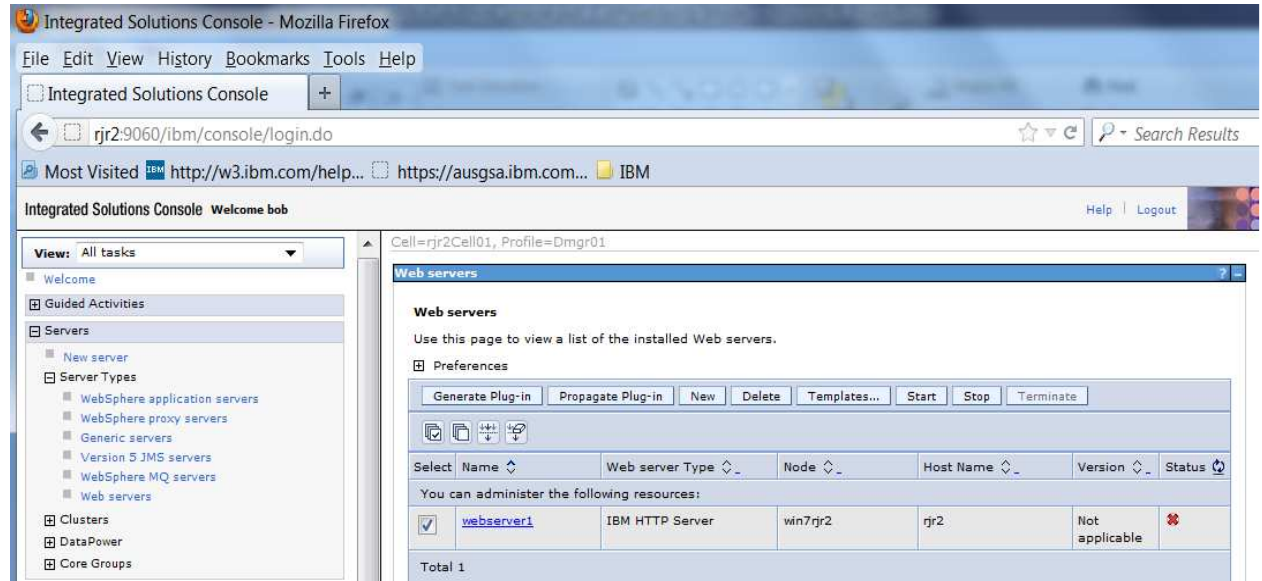 Integrated Solutions Console - Mozilla Firefox
File Edit View History Bookmarks Tools Help
Integrated Solutions Console +
rjr2:9060/ibm/console/login.do Search Results
Most Visited IBM http://w3.ibm.com/help... https://ausgsa.ibm.com... IBM
Integrated Solutions Console Welcome bob Help Logout
View: All tasks
Welcome
Guided Activities
Servers
New server
Server Types
WebSphere application servers
WebSphere proxy servers
Generic servers
Version 5 JMS servers
WebSphere MQ servers
Web servers
Clusters
DataPower
Core Groups
Cell=rjr2Cell01, Profile=Dmgr01
Web servers ? -
Web servers
Use this page to view a list of the installed Web servers.
Preferences
Generate Plug-in Propagate Plug-in New Delete Templates... Start Stop Terminate
Select Name Web server Type Node Host Name Version Status
You can administer the following resources:
webserver1 IBM HTTP Server win7rjr2 rjr2 Not applicable
Total 1